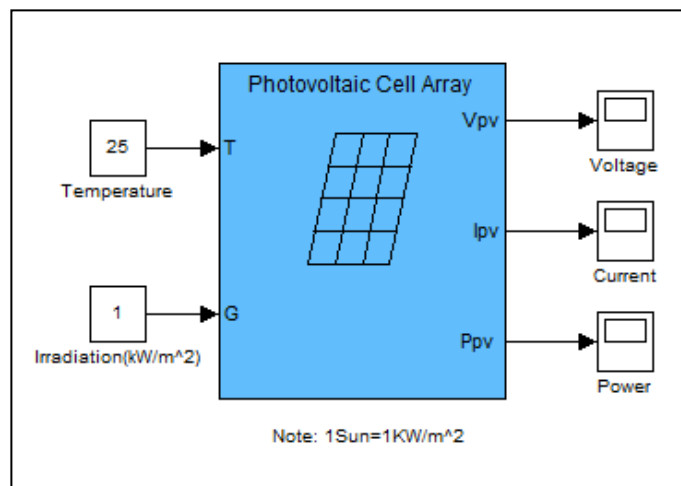 Photovoltaic Cell Array
Vpv
25
T
Voltage
Temperature
Ipv
Current
1
G
Irradiation(kW/m^2)
Ppv
Power
Note: 1Sun=1KW/m^2